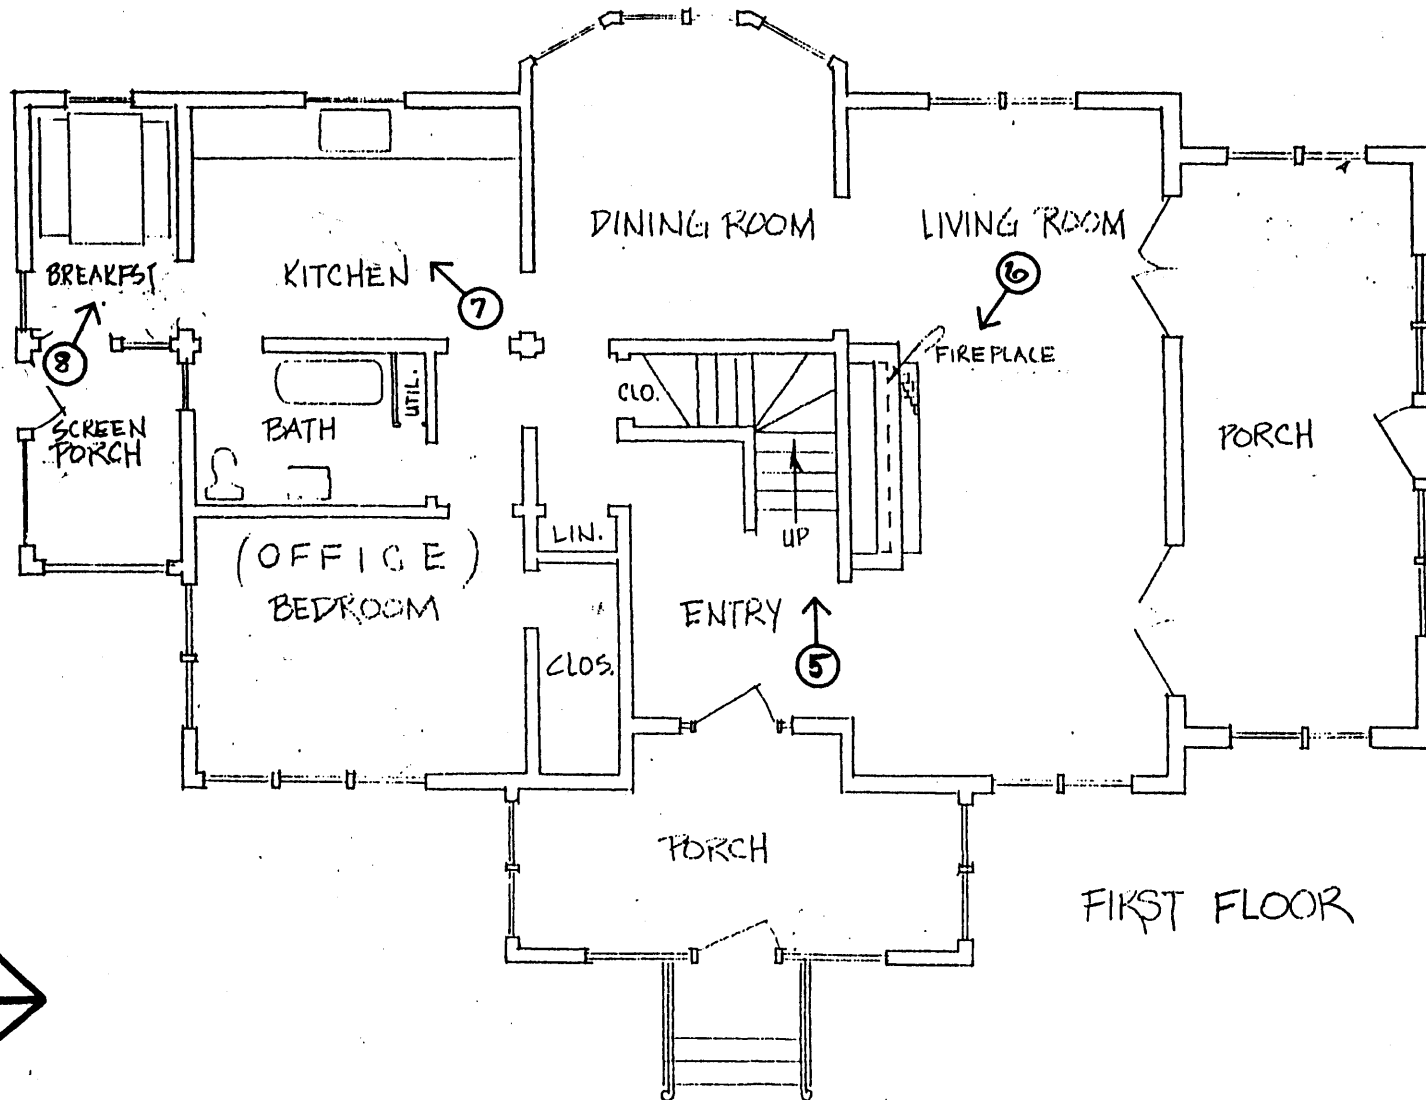 DINING ROOM
LIVING ROOM
6
BREAKFST
KITCHEN
7
8
FIREPLACE
CLO.
UTIL.
BATH
SCREEN
PORCH
PORCH
UP
LIN.
(OFFICE)
BEDROOM
ENTRY
5
CLOS.
PORCH
FIRST FLOOR